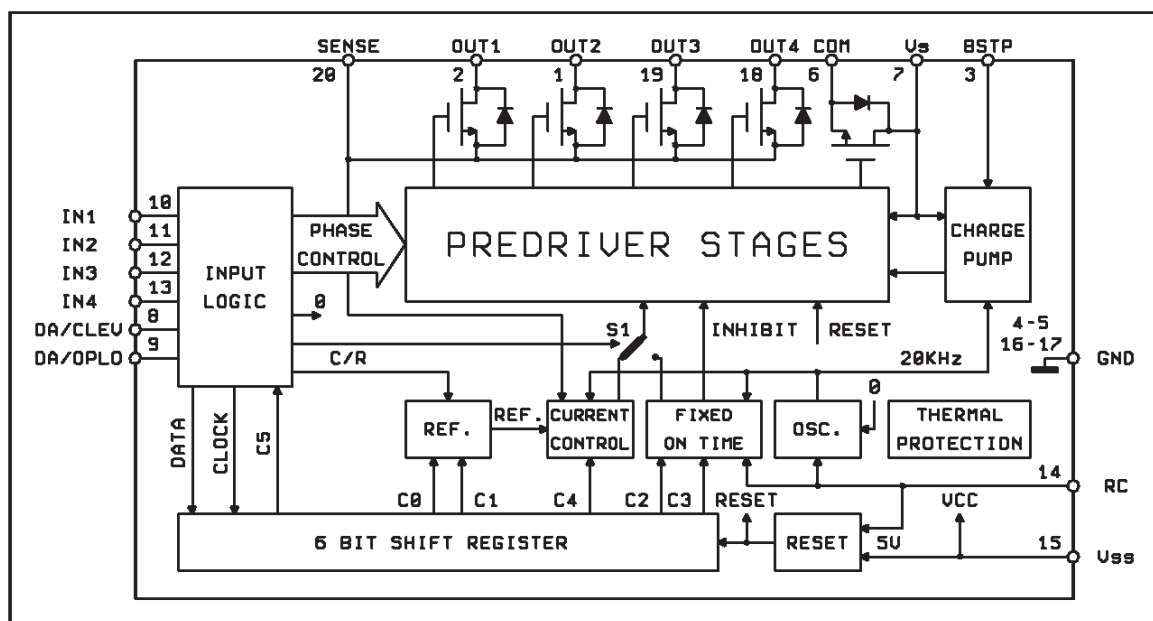 SENSE OUT1 OUT2 OUT3 OUT4 COM Vs BSTP
20 2 1 19 18 6 7 3
IN1 10
IN2 11
IN3 12
IN4 13
DA/CLEV 8
DA/OPLO 9
INPUT
LOGIC
PHASE
CONTROL
PREDRIVER STAGES
CHARGE
PUMP
0
S1
INHIBIT
RESET
4-5
16-17
GND
C/R
20KHz
0
REF.
REF.
CURRENT
CONTROL
FIXED
ON TIME
OSC.
THERMAL
PROTECTION
DATA
CLOCK
C5
C0
C1
C4
C2
C3
RESET
VCC
14
RC
6 BIT SHIFT REGISTER
RESET
5V
15
Vss